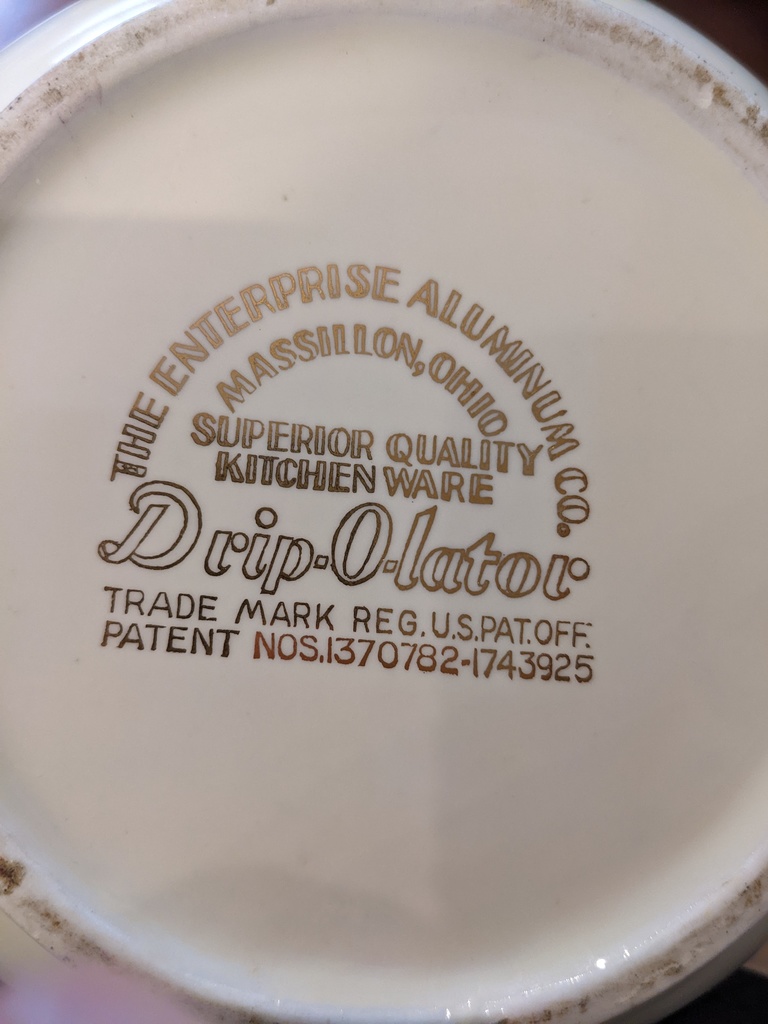 THE ENTERPRISE ALUMINUM CO.
MASSILLON, OHIO
SUPERIOR QUALITY
KITCHEN WARE
Drip-O-lator
TRADE MARK REG. U.S. PAT. OFF.
PATENT NOS. 1370782-1743925